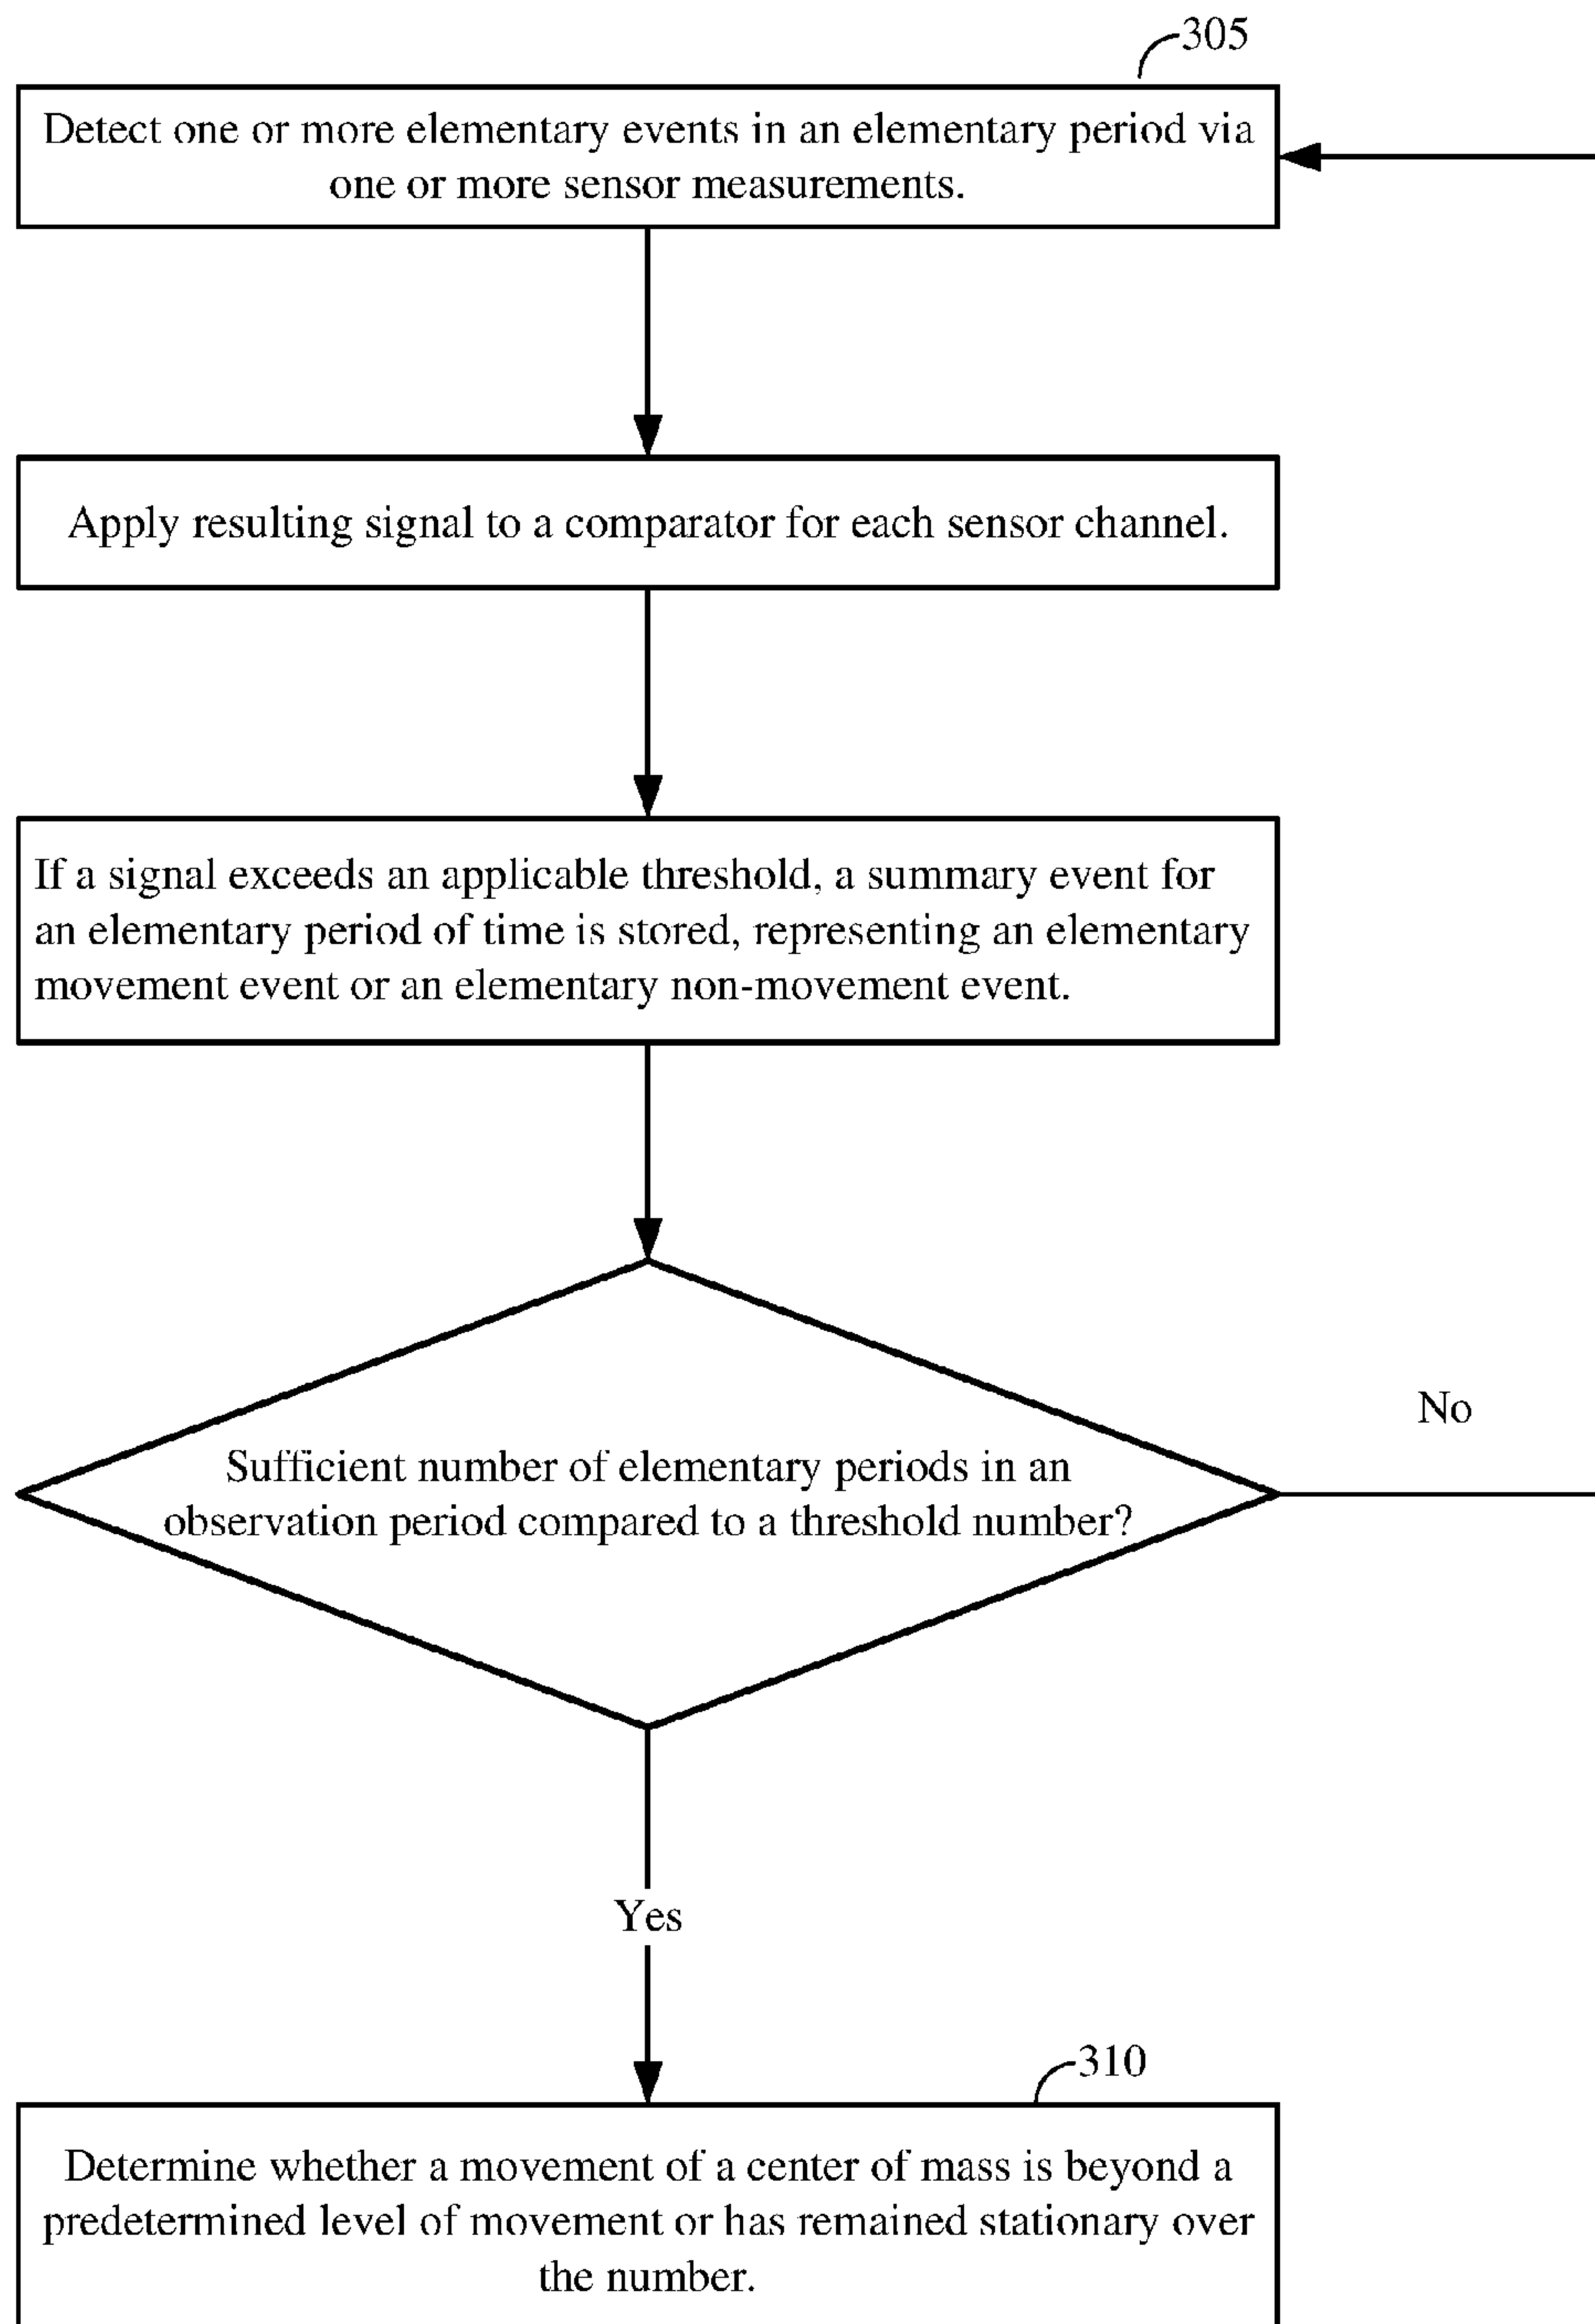 305
Detect one or more elementary events in an elementary period via
one or more sensor measurements.
Apply resulting signal to a comparator for each sensor channel.
If a signal exceeds an applicable threshold, a summary event for
an elementary period of time is stored, representing an elementary
movement event or an elementary non-movement event.
No
Sufficient number of elementary periods in an
observation period compared to a threshold number?
Yes
310
Determine whether a movement of a center of mass is beyond a
predetermined level of movement or has remained stationary over
the number.